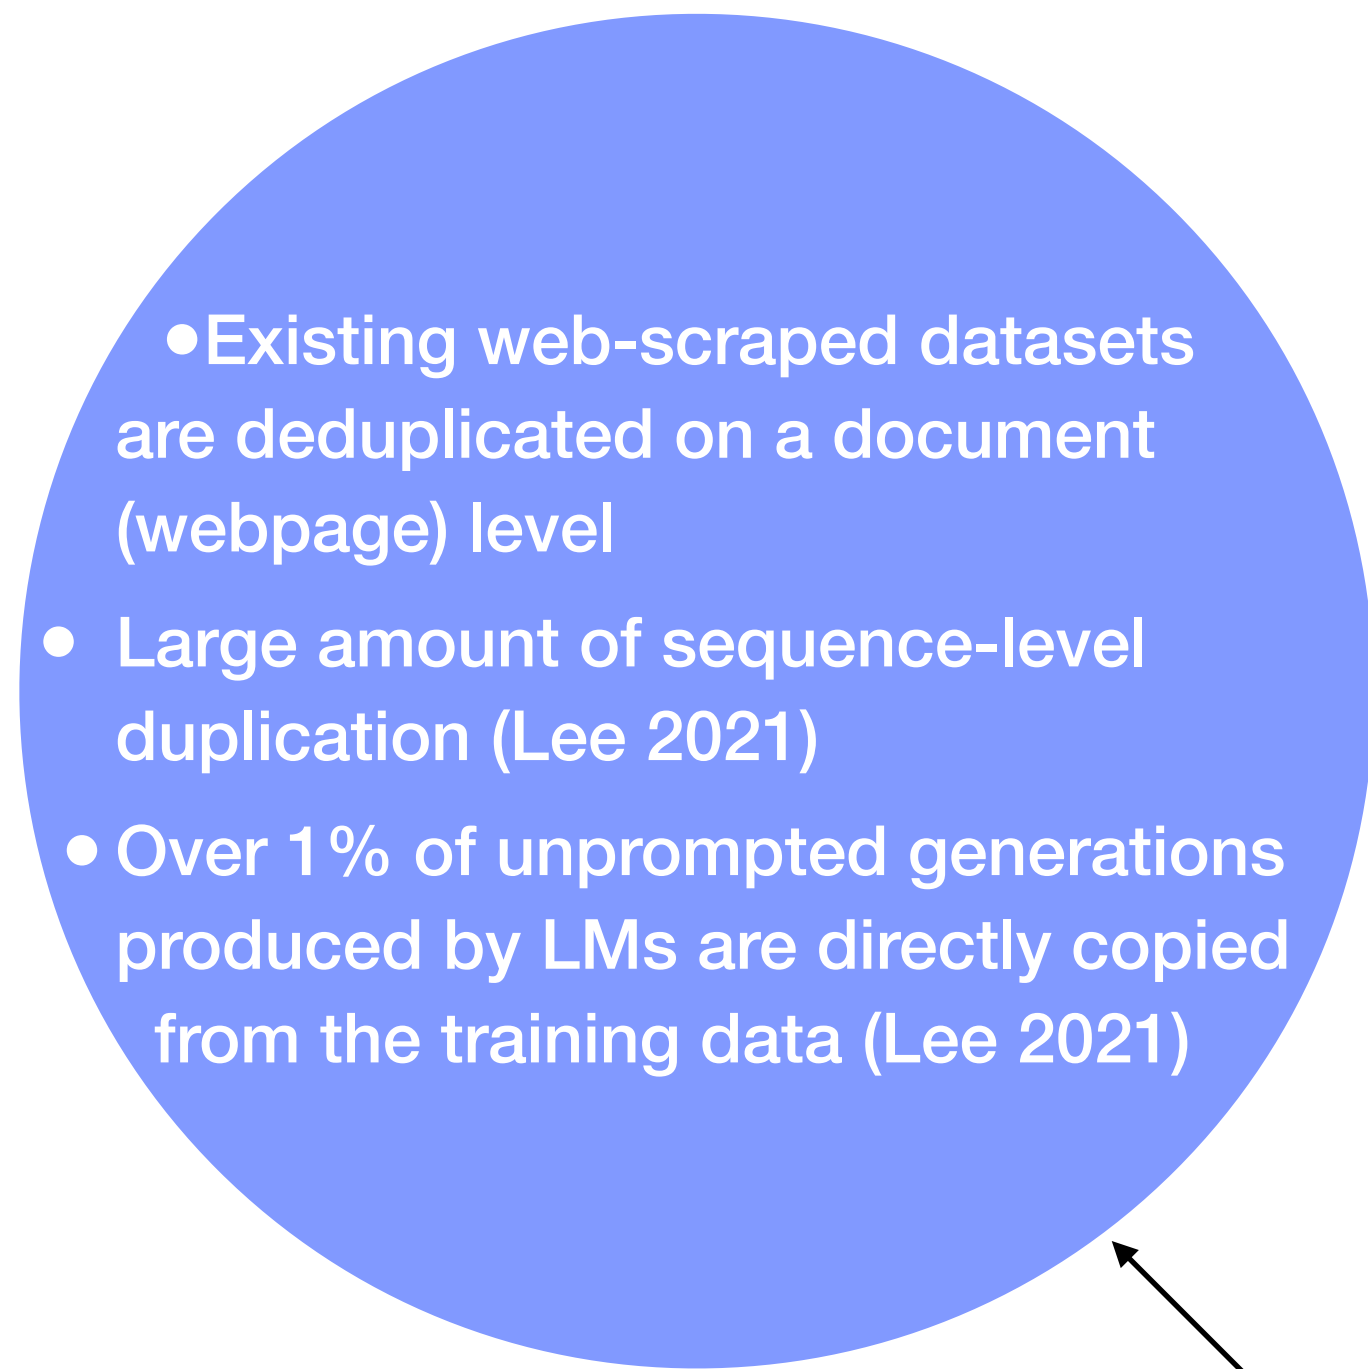 •Existing web-scraped datasets
are deduplicated on a document
(webpage) level
• Large amount of sequence-level
duplication (Lee 2021)
• Over 1% of unprompted generations
produced by LMs are directly copied
from the training data (Lee 2021)